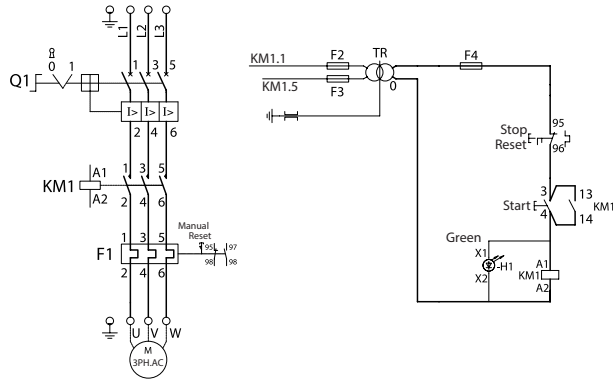 L1 L2 L3
0 1
Q1
1 3 5
I> I> I>
2 4 6
KM1
A1
A2
1 3 5
2 4 6
Manual
Reset
F1
1 3 5
95 97
98 98
2 4 6
U V W
M
3PH.AC
KM1.1
F2
TR
F4
KM1.5
F3
0
95
Stop
Reset
96
3
13
Start
KM1
4
14
Green
X1
-H1
X2
A1
KM1
A2